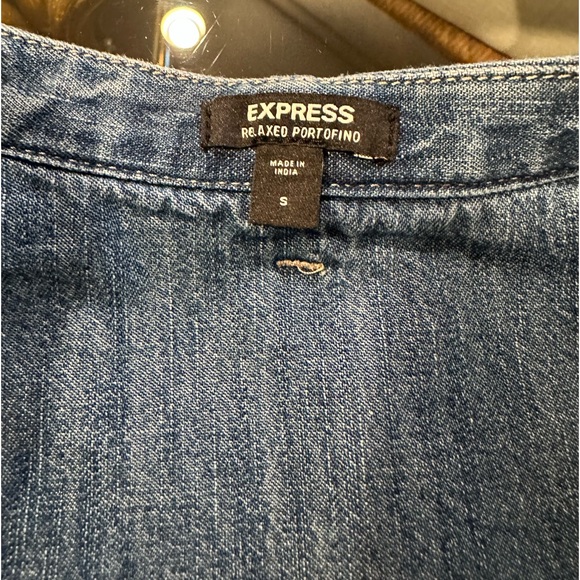 EXPRESS
RELAXED PORTOFINO
MADE IN
INDIA
S